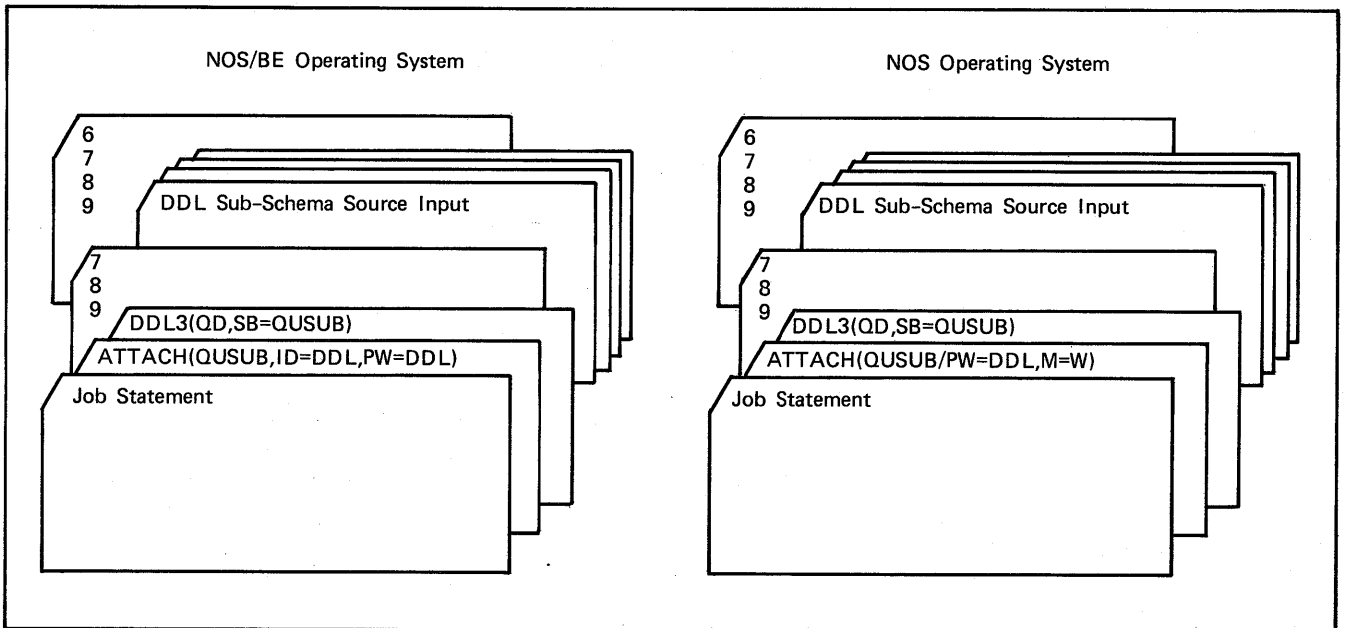 NOS/BE Operating System
6
7
8
9
DDL Sub-Schema Source Input
7
8
9
DDL3(QD,SB=QUSUB)
ATTACH(QUSUB,ID=DDL,PW=DDL)
Job Statement
NOS Operating System
6
7
8
9
DDL Sub-Schema Source Input
7
8
9
DDL3(QD,SB=QUSUB)
ATTACH(QUSUB/PW=DDL,M=W)
Job Statement